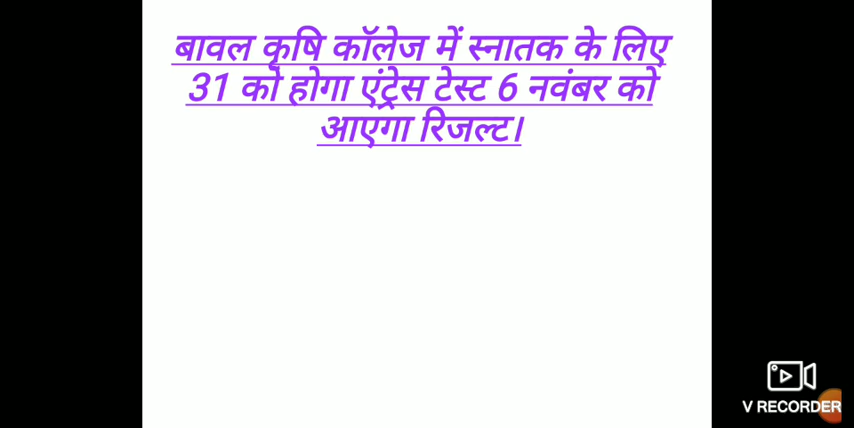 बावल कृषि कॉलेज में स्नातक के लिए
31 को होगा एंट्रेस टेस्ट 6 नवंबर को
आएगा रिजल्ट।
V RECORDER